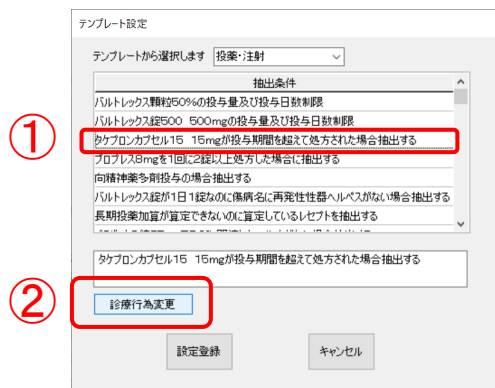 テンプレート設定
テンプレートから選択します 投薬・注射
抽出条件
バルトレックス顆粒50%の投与量及び投与日数制限
バルトレックス錠500 500mgの投与量及び投与日数制限
① タケプロンカプセル15 15mgが投与期間を超えて処方された場合抽出する
ブロプレス8mgを1回に2錠以上処方した場合に抽出する
向精神薬多剤投与の場合抽出する
バルトレックス錠が1日1錠なのに傷病名に再発性性器ヘルペスがない場合抽出する
長期投薬加算が算定できないのに算定しているレセプトを抽出する
タケプロンカプセル15 15mgが投与期間を超えて処方された場合抽出する
② 診療行為変更
設定登録 キャンセル